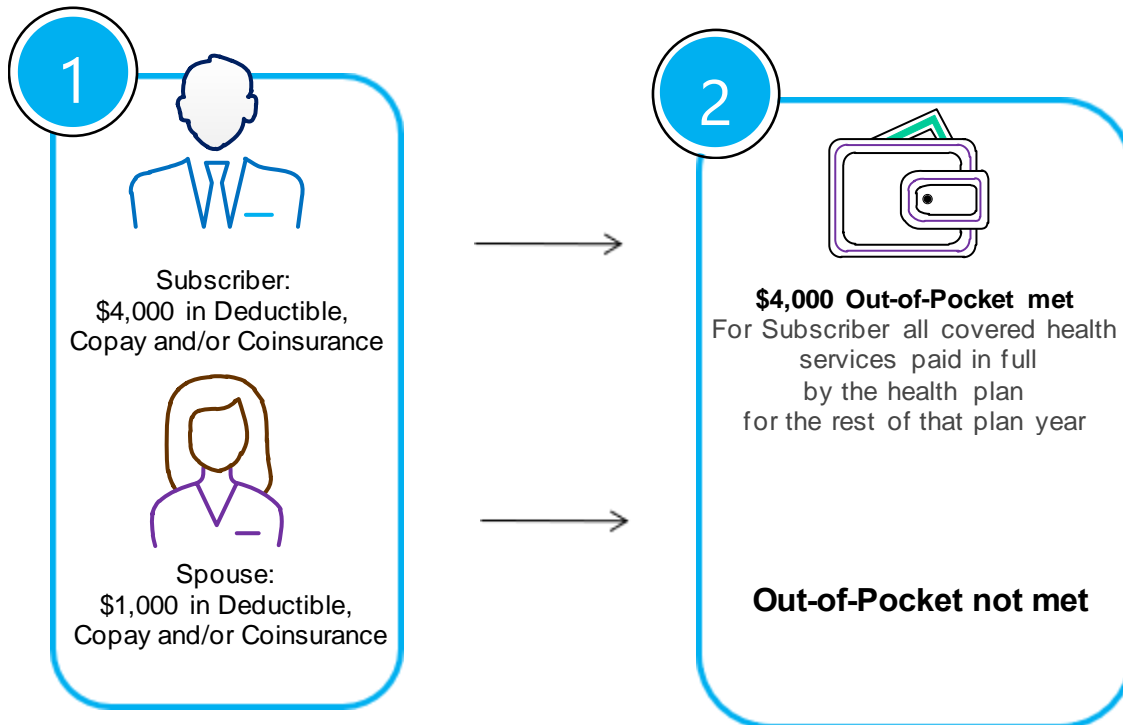 1
Subscriber:
$4,000 in Deductible,
Copay and/or Coinsurance
Spouse:
$1,000 in Deductible,
Copay and/or Coinsurance
2
$4,000 Out-of-Pocket met
For Subscriber all covered health
services paid in full
by the health plan
for the rest of that plan year
Out-of-Pocket not met